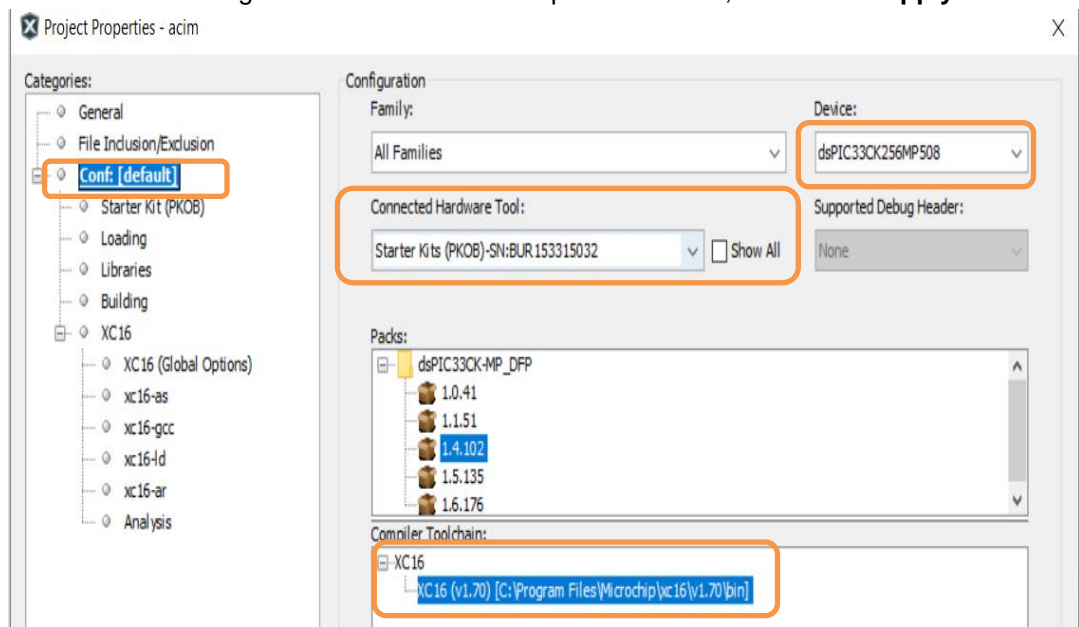 Project Properties - acim
X
Categories:
General
File Inclusion/Exclusion
Conf: [default]
Starter Kit (PKOB)
Loading
Libraries
Building
XC16
XC16 (Global Options)
xc16-as
xc16-gcc
xc16-ld
xc16-ar
Analysis
Configuration
Family:
All Families
Device:
dsPIC33CK256MP508
Connected Hardware Tool:
Starter Kits (PKOB)-SN:BUR153315032
Show All
Supported Debug Header:
None
Packs:
dsPIC33CK-MP_DFP
1.0.41
1.1.51
1.4.102
1.5.135
1.6.176
Compiler Toolchain:
XC16
XC16 (v1.70) [C:\Program Files\Microchip\xc16\v1.70\bin]